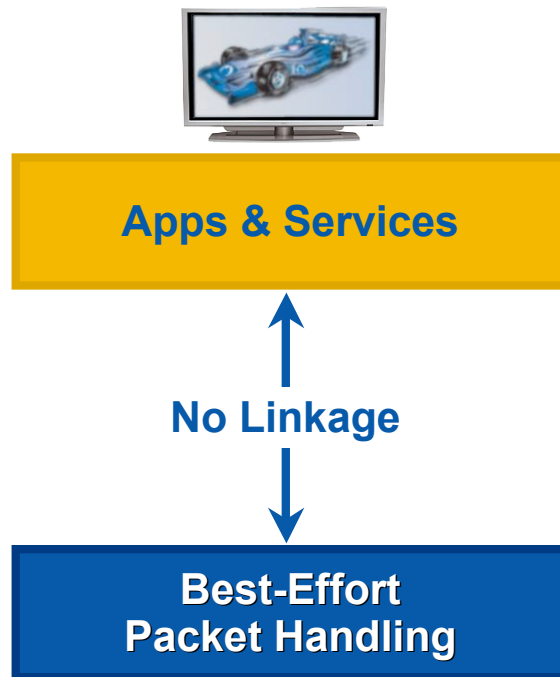 Apps & Services
No Linkage
Best-Effort
Packet Handling